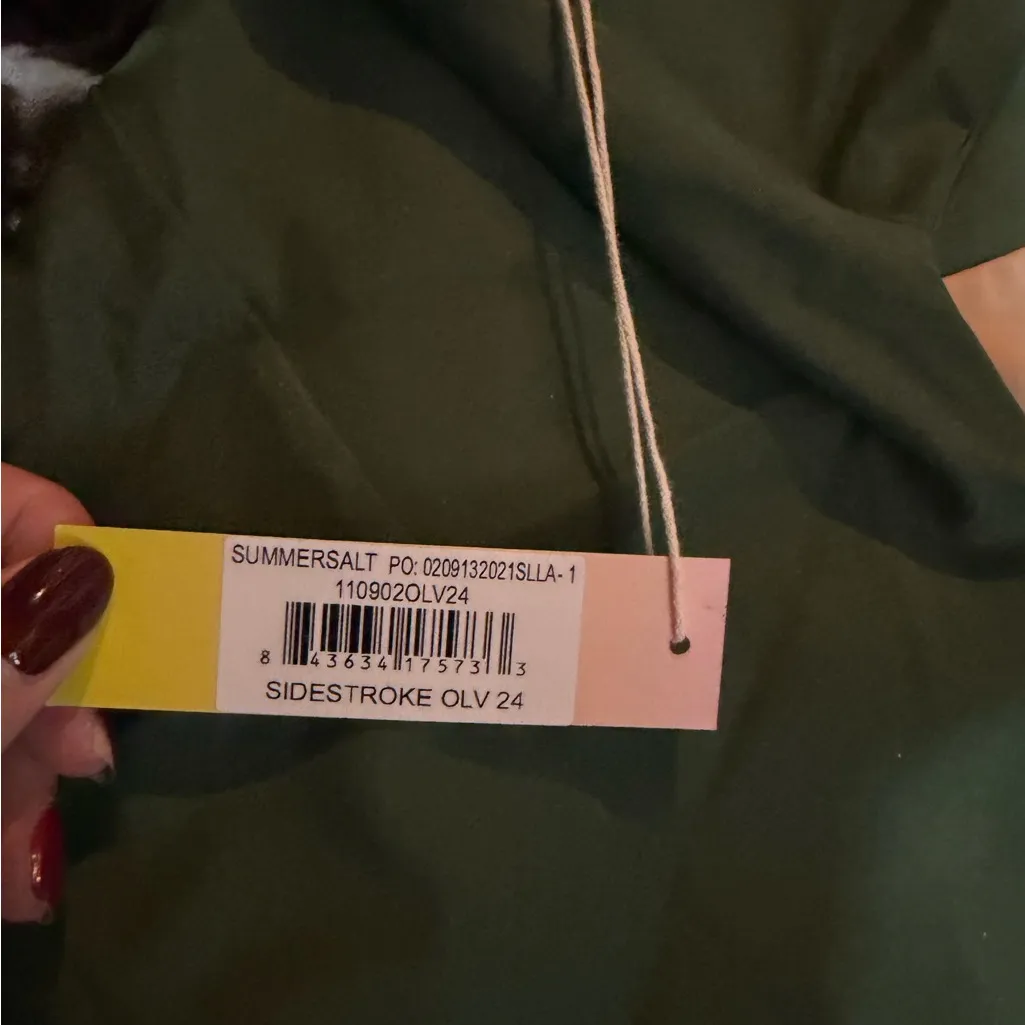 SUMMERSALT PO: 0209132021SLLA-1
110902OLV24
8 43634 17573 3
SIDESTROKE OLV 24